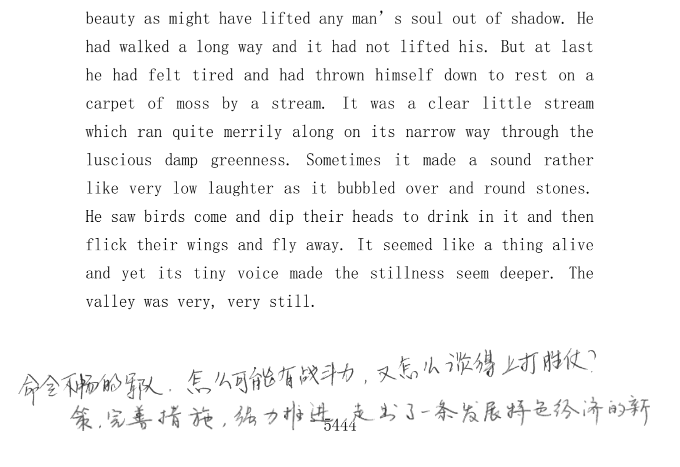 beauty as might have lifted any man’s soul out of shadow. He
had walked a long way and it had not lifted his. But at last
he had felt tired and had thrown himself down to rest on a
carpet of moss by a stream. It was a clear little stream
which ran quite merrily along on its narrow way through the
luscious damp greenness. Sometimes it made a sound rather
like very low laughter as it bubbled over and round stones.
He saw birds come and dip their heads to drink in it and then
flick their wings and fly away. It seemed like a thing alive
and yet its tiny voice made the stillness seem deeper. The
valley was very, very still.
命令不畅的军队.怎么可能有战斗力,又怎么谈得上打胜仗?
策,完善措施,强力推进,走出了一条发展特色经济的新
5444